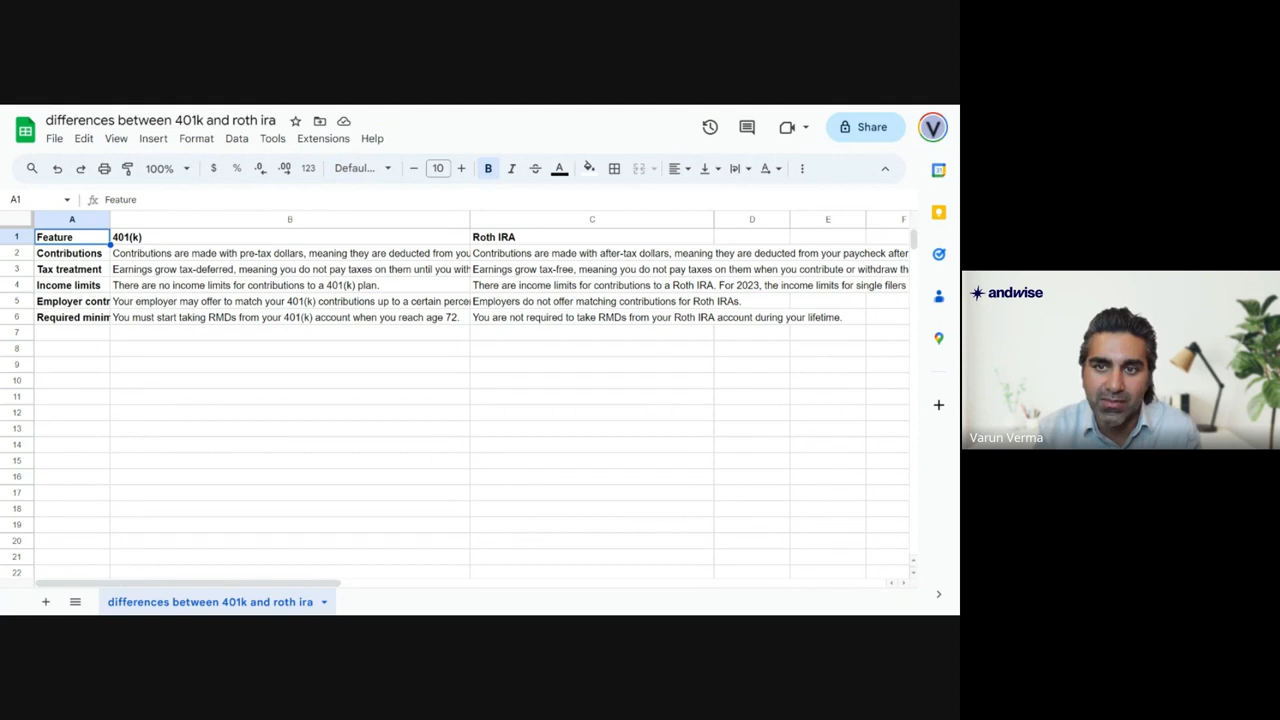 differences between 401k and roth ira
File Edit View Insert Format Data Tools Extensions Help
Share
V
100% $ % .0 .00 123 Defaul... 10 B I A
A1 fx Feature
A B C D E F
1 Feature 401(k) Roth IRA
2 Contributions Contributions are made with pre-tax dollars, meaning they are deducted from you Contributions are made with after-tax dollars, meaning they are deducted from your paycheck after
3 Tax treatment Earnings grow tax-deferred, meaning you do not pay taxes on them until you with Earnings grow tax-free, meaning you do not pay taxes on them when you contribute or withdraw th
4 Income limits There are no income limits for contributions to a 401(k) plan. There are income limits for contributions to a Roth IRA. For 2023, the income limits for single filers
5 Employer contr Your employer may offer to match your 401(k) contributions up to a certain perce Employers do not offer matching contributions for Roth IRAs.
6 Required minim You must start taking RMDs from your 401(k) account when you reach age 72. You are not required to take RMDs from your Roth IRA account during your lifetime.
7
8
9
10
11
12
13
14
15
16
17
18
19
20
21
22
differences between 401k and roth ira
andwise
Varun Verma